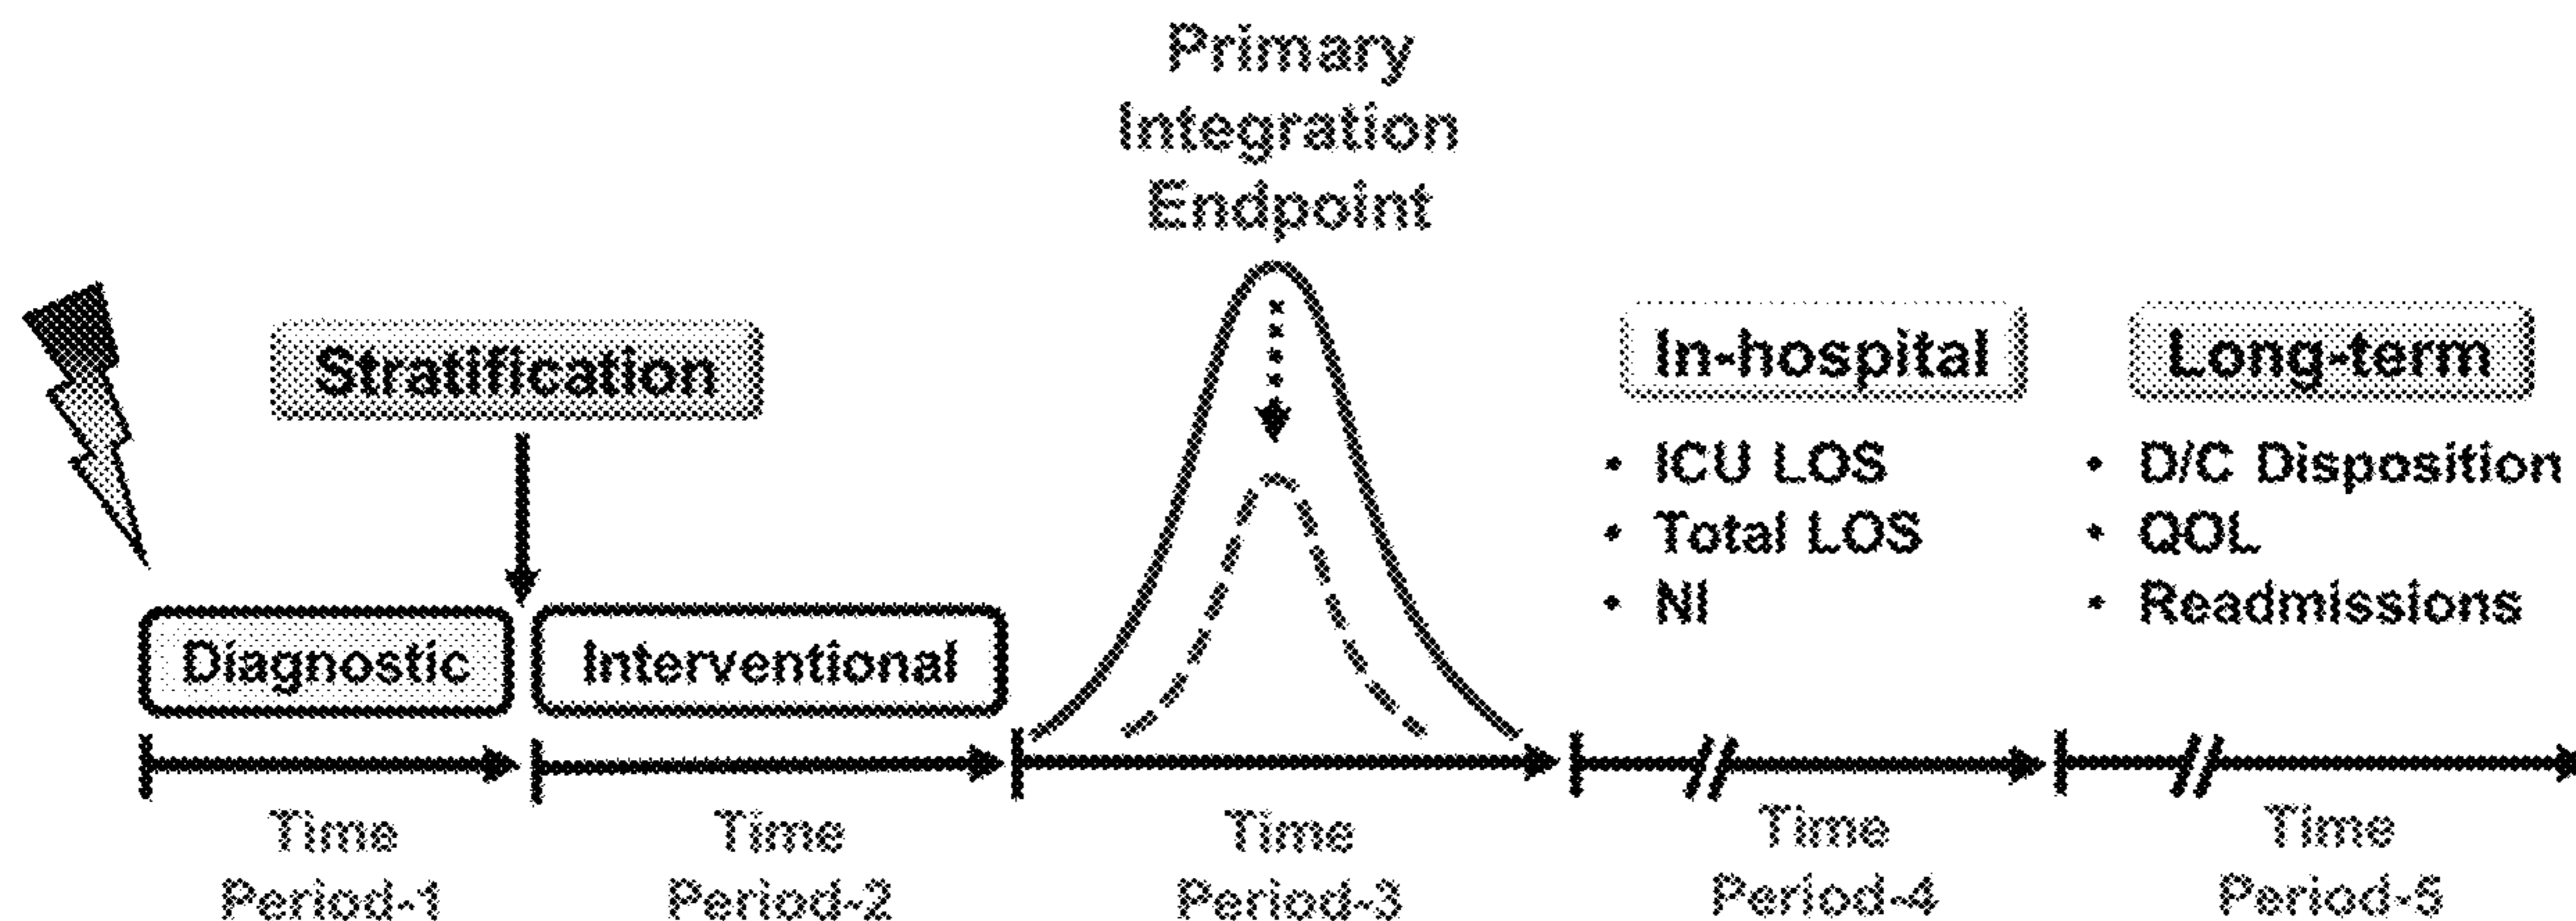 Primary
Integration
Endpoint
Stratification
In-hospital
Long-term
• ICU LOS
• Total LOS
• NI
• D/C Disposition
• QOL
• Readmissions
Diagnostic
Interventional
Time
Period-1
Time
Period-2
Time
Period-3
Time
Period-4
Time
Period-5